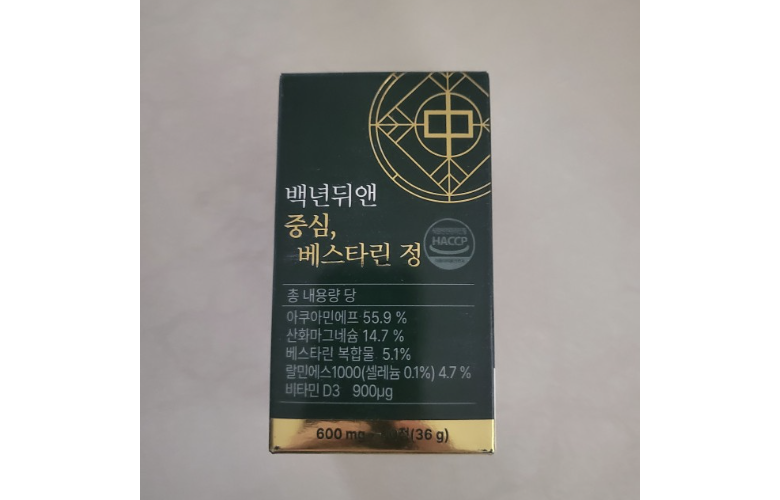 中
백년뒤앤
중심,
베스타린 정
HACCP
총 내용량 당
아쿠아민에프 55.9 %
산화마그네슘 14.7 %
베스타린 복합물 5.1%
랄민에스1000(셀레늄 0.1%) 4.7 %
비타민 D3 900μg
600 mg 정(36 g)